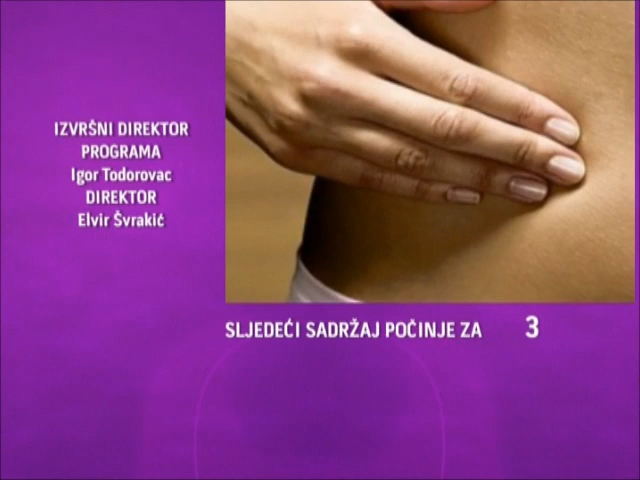 IZVRŠNI DIREKTOR
PROGRAMA
Igor Todorovac
DIREKTOR
Elvir Švrakić
SLJEDEĆI SADRŽAJ POČINJE ZA 3